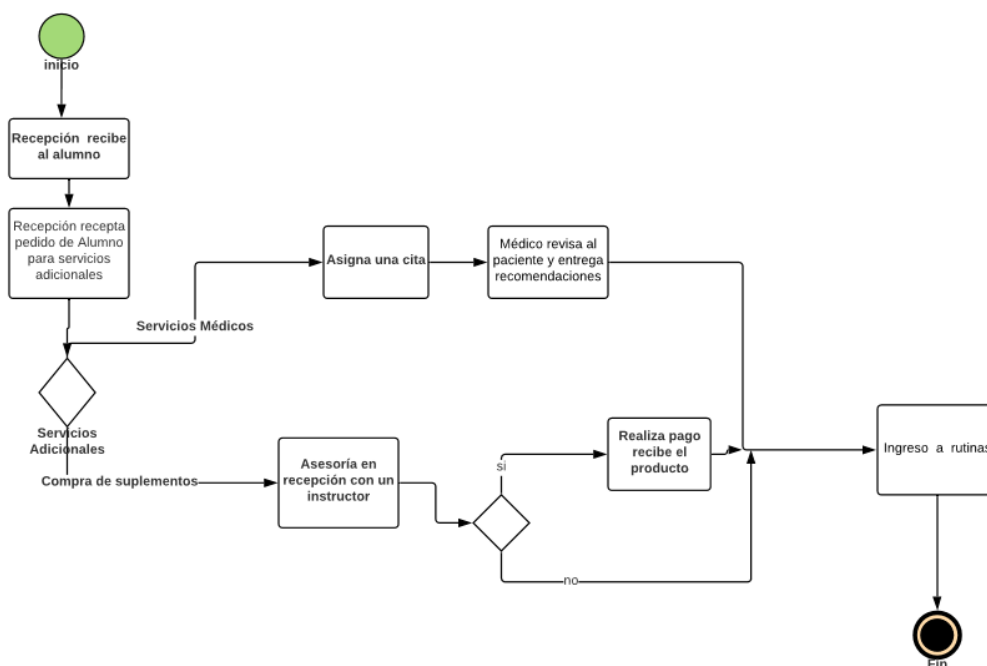 inicio
Recepción recibe
al alumno
Recepción recepta
pedido de Alumno
para servicios
adicionales
Servicios Médicos
Asigna una cita
Médico revisa al
paciente y entrega
recomendaciones
Servicios
Adicionales
Compra de suplementos
Asesoría en
recepción con un
instructor
si
no
Realiza pago
recibe el
producto
Ingreso a rutinas
Fin